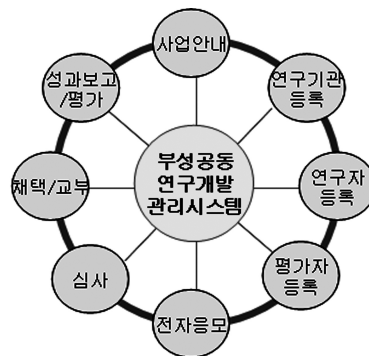 사업안내
연구기관
등록
연구자
등록
평가자
등록
전자응모
심사
채택/교부
성과보고
/평가
부성공동
연구개발
관리시스템